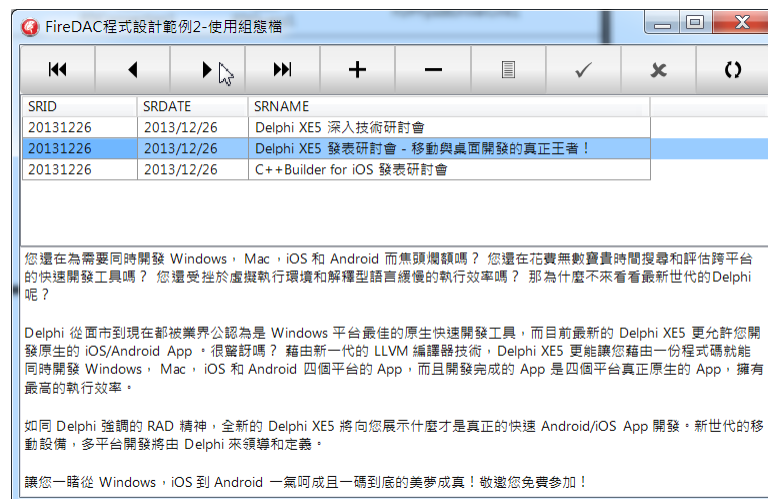 FireDAC程式設計範例2-使用組態檔
SRID SRDATE SRNAME
20131226 2013/12/26 Delphi XE5 深入技術研討會
20131226 2013/12/26 Delphi XE5 發表研討會 - 移動與桌面開發的真正王者！
20131226 2013/12/26 C++Builder for iOS 發表研討會
您還在為需要同時開發 Windows， Mac，iOS 和 Android 而焦頭爛額嗎？ 您還在花費無數寶貴時間搜尋和評估跨平台
的快速開發工具嗎？ 您還受挫於虛擬執行環境和解釋型語言緩慢的執行效率嗎？ 那為什麼不來看看最新世代的Delphi
呢？
Delphi 從面市到現在都被業界公認為是 Windows 平台最佳的原生快速開發工具，而目前最新的 Delphi XE5 更允許您開
發原生的 iOS/Android App 。很驚訝嗎？ 藉由新一代的 LLVM 編譯器技術，Delphi XE5 更能讓您藉由一份程式碼就能
同時開發 Windows， Mac，iOS 和 Android 四個平台的 App，而且開發完成的 App 是四個平台真正原生的 App，擁有
最高的執行效率。
如同 Delphi 強調的 RAD 精神，全新的 Delphi XE5 將向您展示什麼才是真正的快速 Android/iOS App 開發。新世代的移
動設備，多平台開發將由 Delphi 來領導和定義。
讓您一睹從 Windows，iOS 到 Android 一氣呵成且一碼到底的美夢成真！敬邀您免費參加！